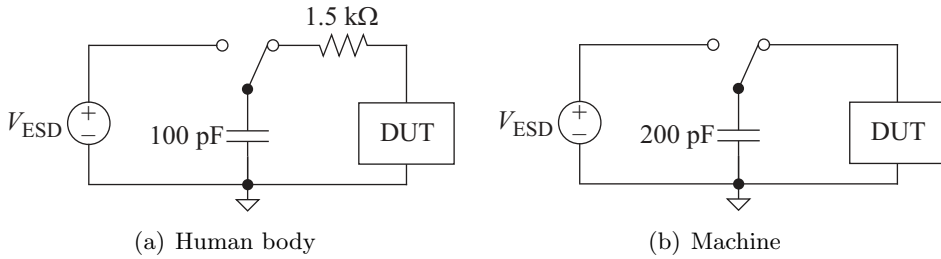 1.5 kΩ
V_ESD
+
−
100 pF
DUT
(a) Human body
V_ESD
+
−
200 pF
DUT
(b) Machine